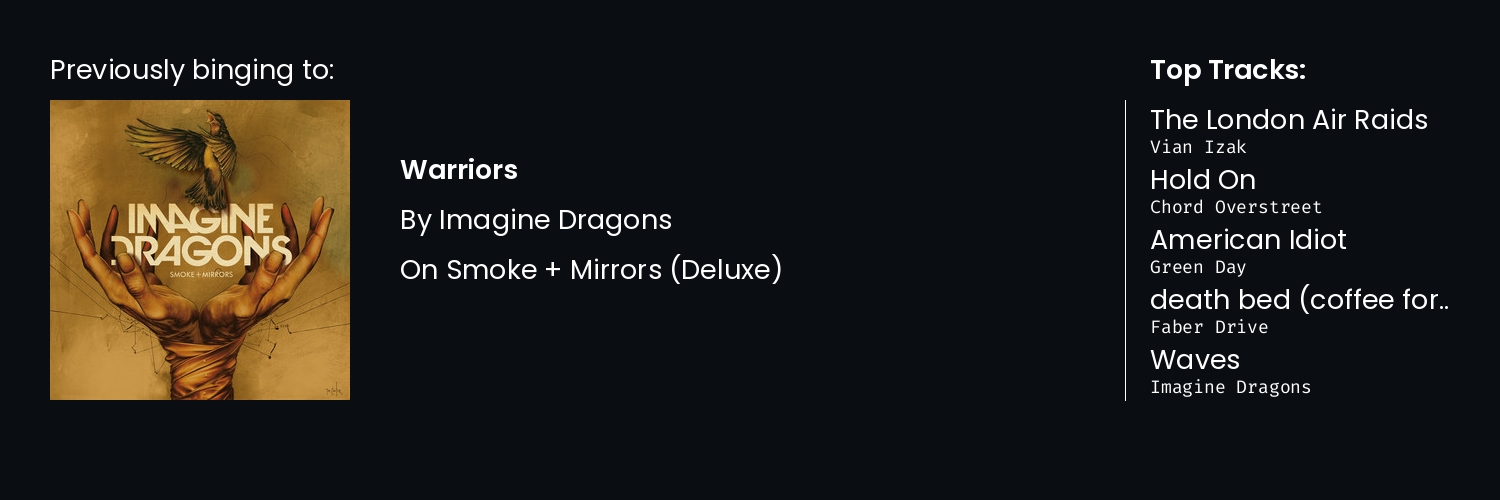 Previously binging to:
IMAGINE
DRAGONS
SMOKE + MIRRORS
Warriors
By Imagine Dragons
On Smoke + Mirrors (Deluxe)
Top Tracks:
The London Air Raids
Vian Izak
Hold On
Chord Overstreet
American Idiot
Green Day
death bed (coffee for..
Faber Drive
Waves
Imagine Dragons